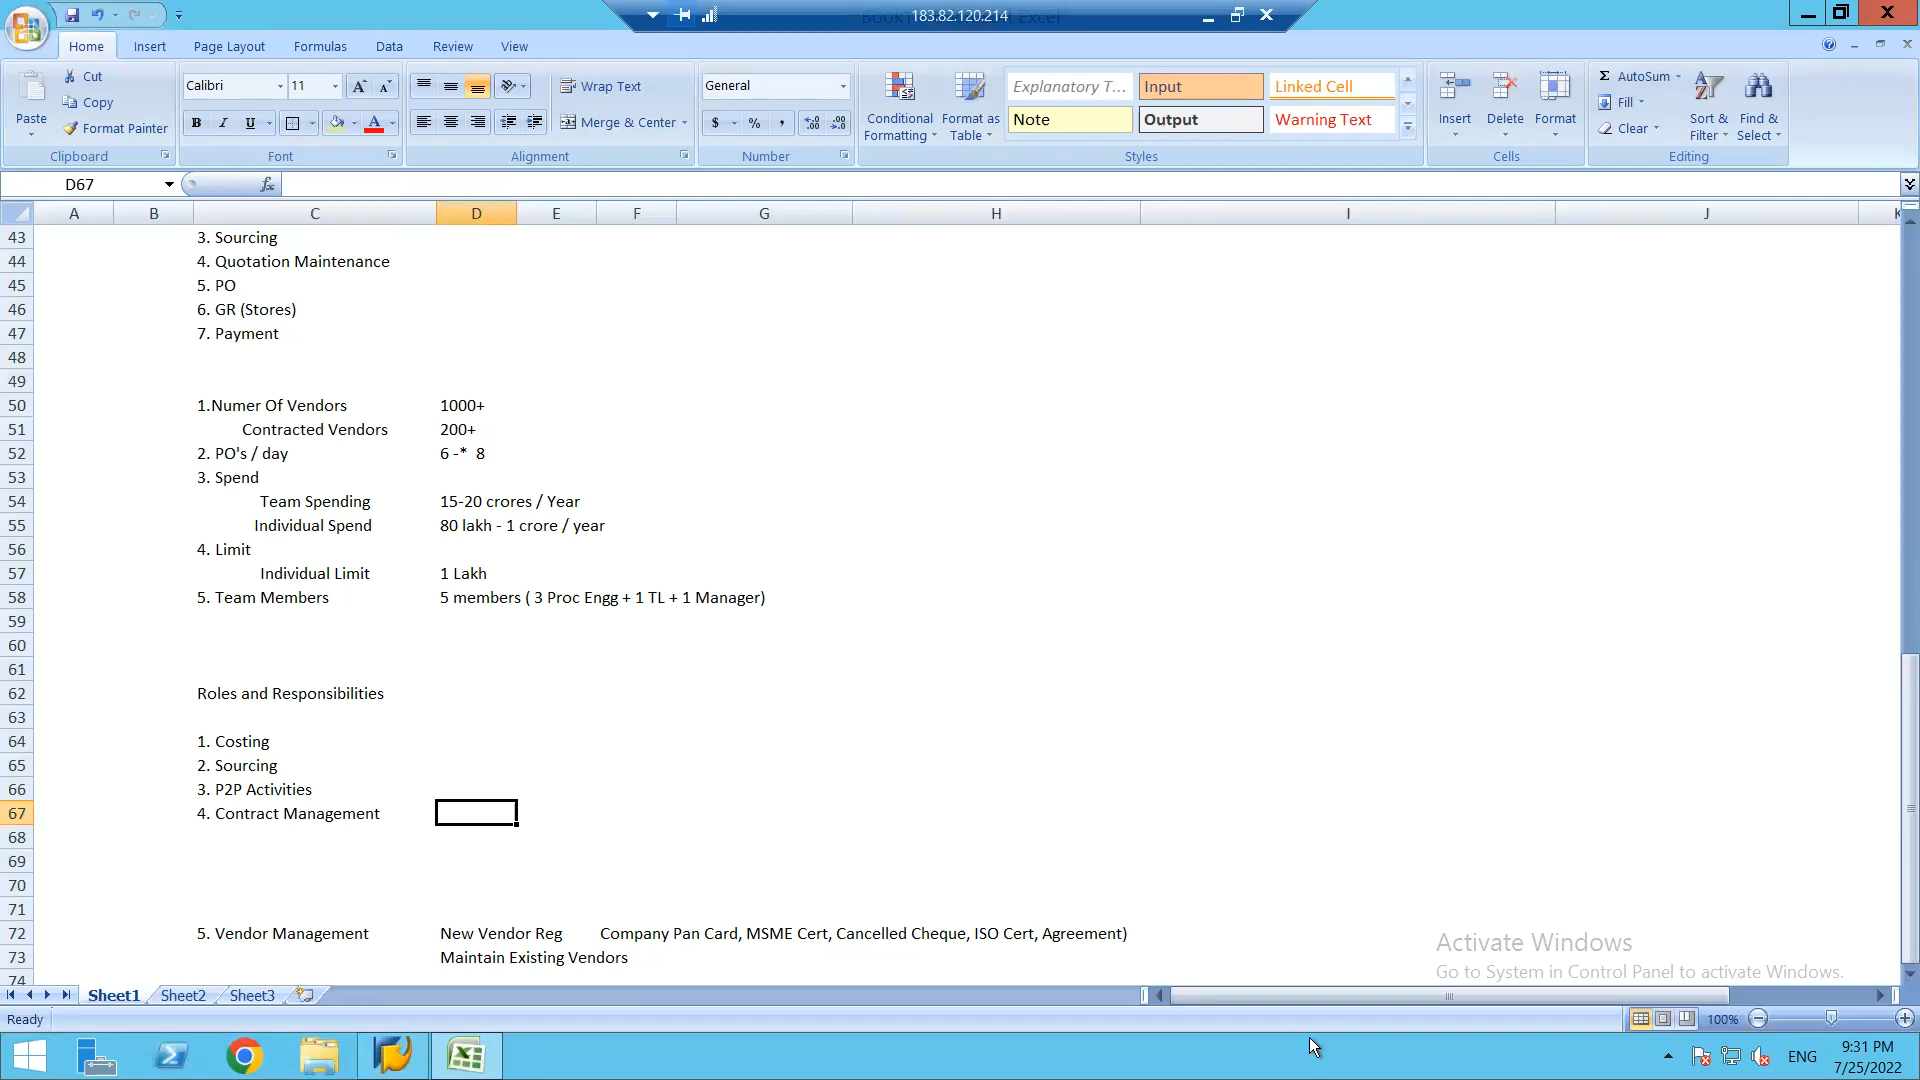 183.82.120.214
Home Insert Page Layout Formulas Data Review View
Paste
Cut
Copy
Format Painter
Clipboard
Calibri 11
B I U
Font
Wrap Text
Merge & Center
Alignment
General
$ % ,
Number
Conditional Formatting
Format as Table
Explanatory T... Input Linked Cell
Note Output Warning Text
Styles
Insert Delete Format
Cells
Σ AutoSum
Fill
Clear
Sort & Filter
Find & Select
Editing
D67 fx
A B C D E F G H I J K
43 3. Sourcing
44 4. Quotation Maintenance
45 5. PO
46 6. GR (Stores)
47 7. Payment
48
49
50 1.Numer Of Vendors 1000+
51 Contracted Vendors 200+
52 2. PO's / day 6 -* 8
53 3. Spend
54 Team Spending 15-20 crores / Year
55 Individual Spend 80 lakh - 1 crore / year
56 4. Limit
57 Individual Limit 1 Lakh
58 5. Team Members 5 members ( 3 Proc Engg + 1 TL + 1 Manager)
59
60
61
62 Roles and Responsibilities
63
64 1. Costing
65 2. Sourcing
66 3. P2P Activities
67 4. Contract Management
68
69
70
71
72 5. Vendor Management New Vendor Reg Company Pan Card, MSME Cert, Cancelled Cheque, ISO Cert, Agreement)
73 Maintain Existing Vendors
74
Activate Windows
Go to System in Control Panel to activate Windows.
Sheet1 Sheet2 Sheet3
Ready 100%
ENG
9:31 PM
7/25/2022